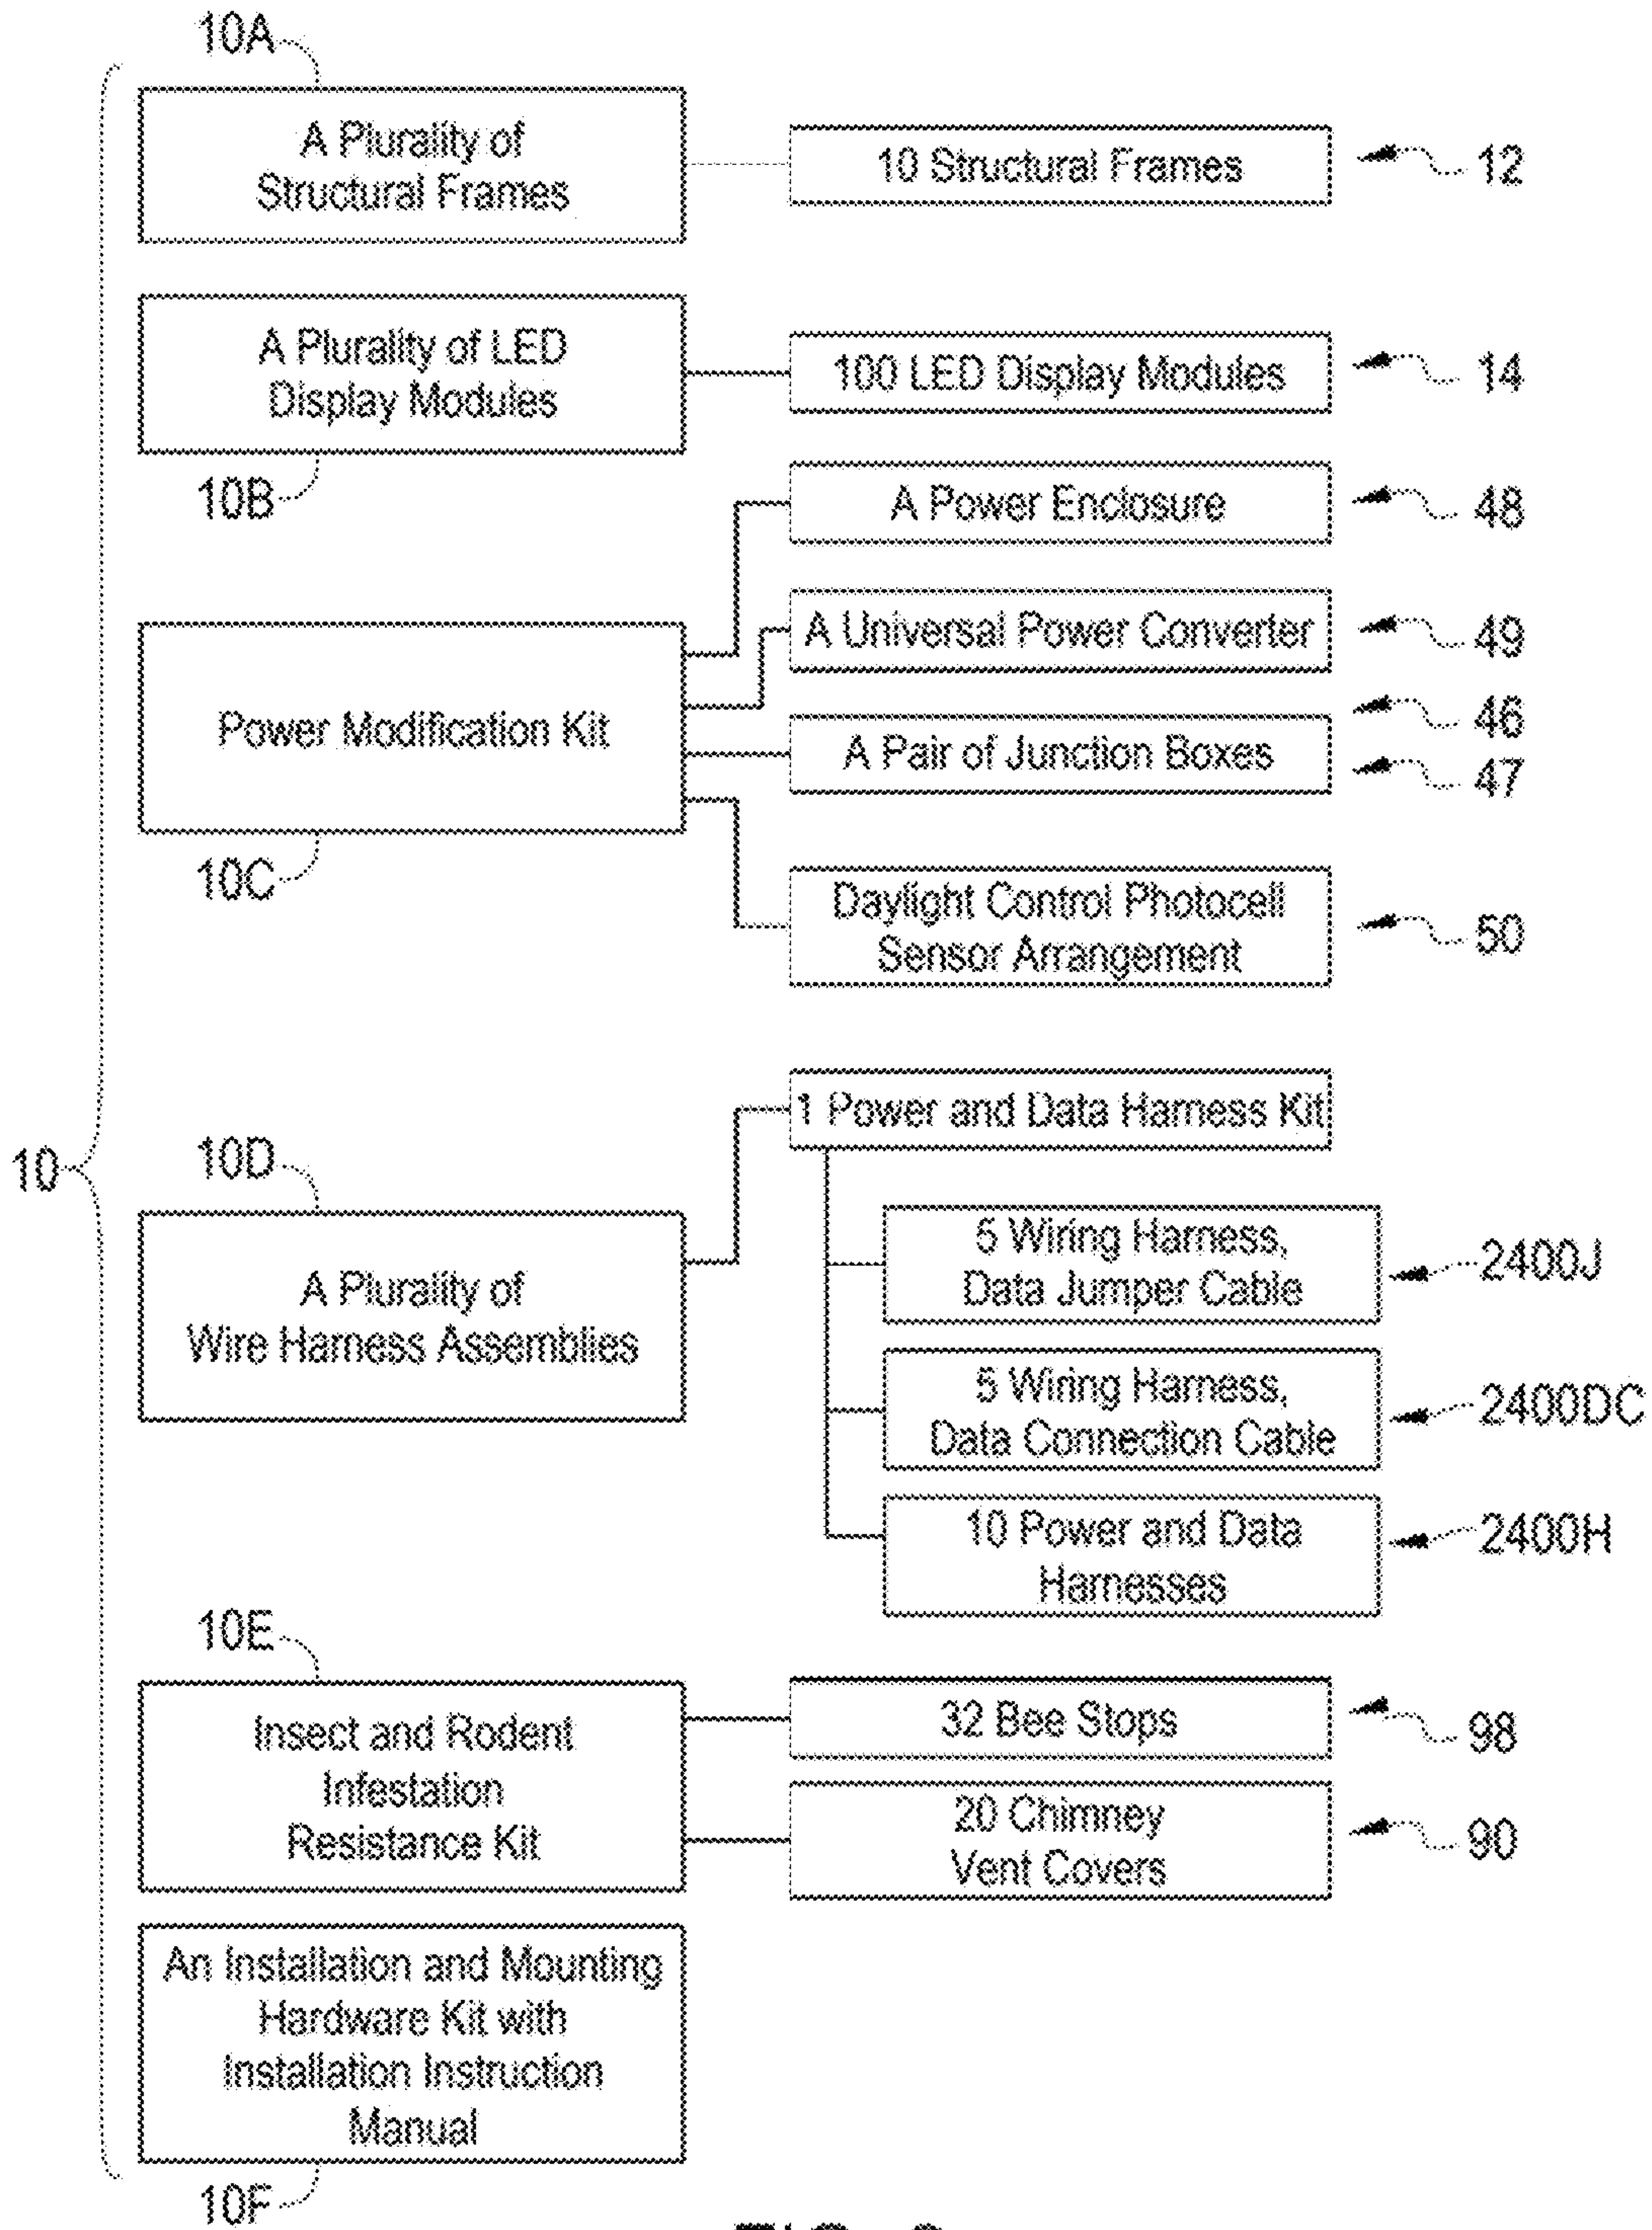 10A
A Plurality of
Structural Frames
10 Structural Frames
12
A Plurality of LED
Display Modules
100 LED Display Modules
14
10B
A Power Enclosure
48
A Universal Power Converter
49
Power Modification Kit
46
A Pair of Junction Boxes
47
10C
Daylight Control Photocell
Sensor Arrangement
50
1 Power and Data Harness Kit
10
10D
A Plurality of
Wire Harness Assemblies
5 Wiring Harness,
Data Jumper Cable
2400J
5 Wiring Harness,
Data Connection Cable
2400DC
10 Power and Data
Harnesses
2400H
10E
Insect and Rodent
Infestation
Resistance Kit
32 Bee Stops
98
20 Chimney
Vent Covers
90
An Installation and Mounting
Hardware Kit with
Installation Instruction
Manual
10F